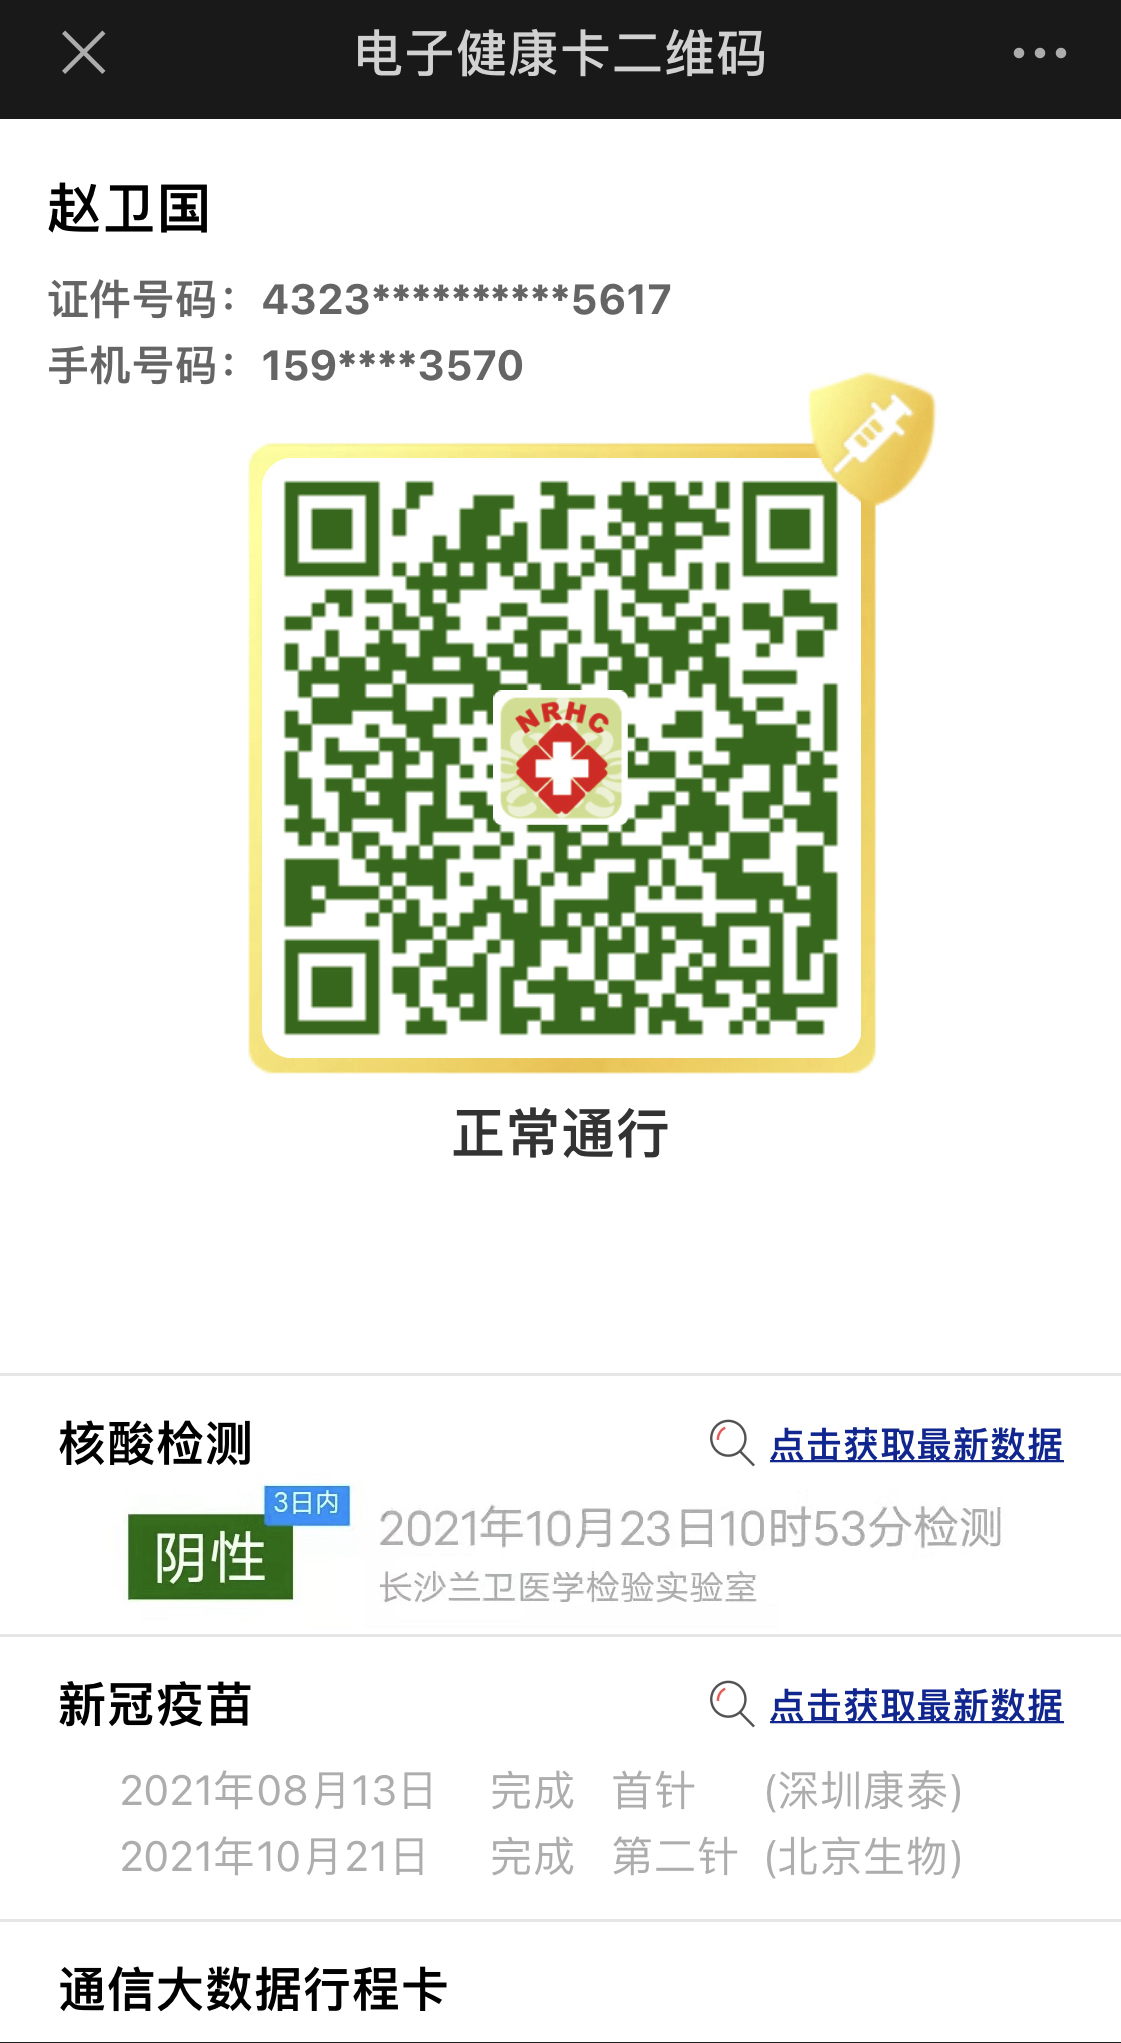 电子健康卡二维码
赵卫国
证件号码：4323**********5617
手机号码：159****3570
NRHC
正常通行
核酸检测 点击获取最新数据
3日内
阴性 2021年10月23日10时53分检测
长沙兰卫医学检验实验室
新冠疫苗 点击获取最新数据
2021年08月13日 完成 首针 (深圳康泰)
2021年10月21日 完成 第二针 (北京生物)
通信大数据行程卡